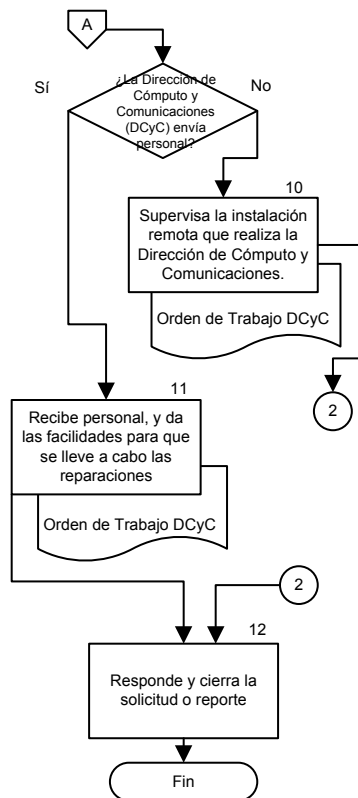 A
¿La Dirección de
Cómputo y
Comunicaciones
(DCyC) envía
personal?
Sí
No
10
Supervisa la instalación
remota que realiza la
Dirección de Cómputo y
Comunicaciones.
Orden de Trabajo DCyC
2
11
Recibe personal, y da
las facilidades para que
se lleve a cabo las
reparaciones
Orden de Trabajo DCyC
2
12
Responde y cierra la
solicitud o reporte
Fin